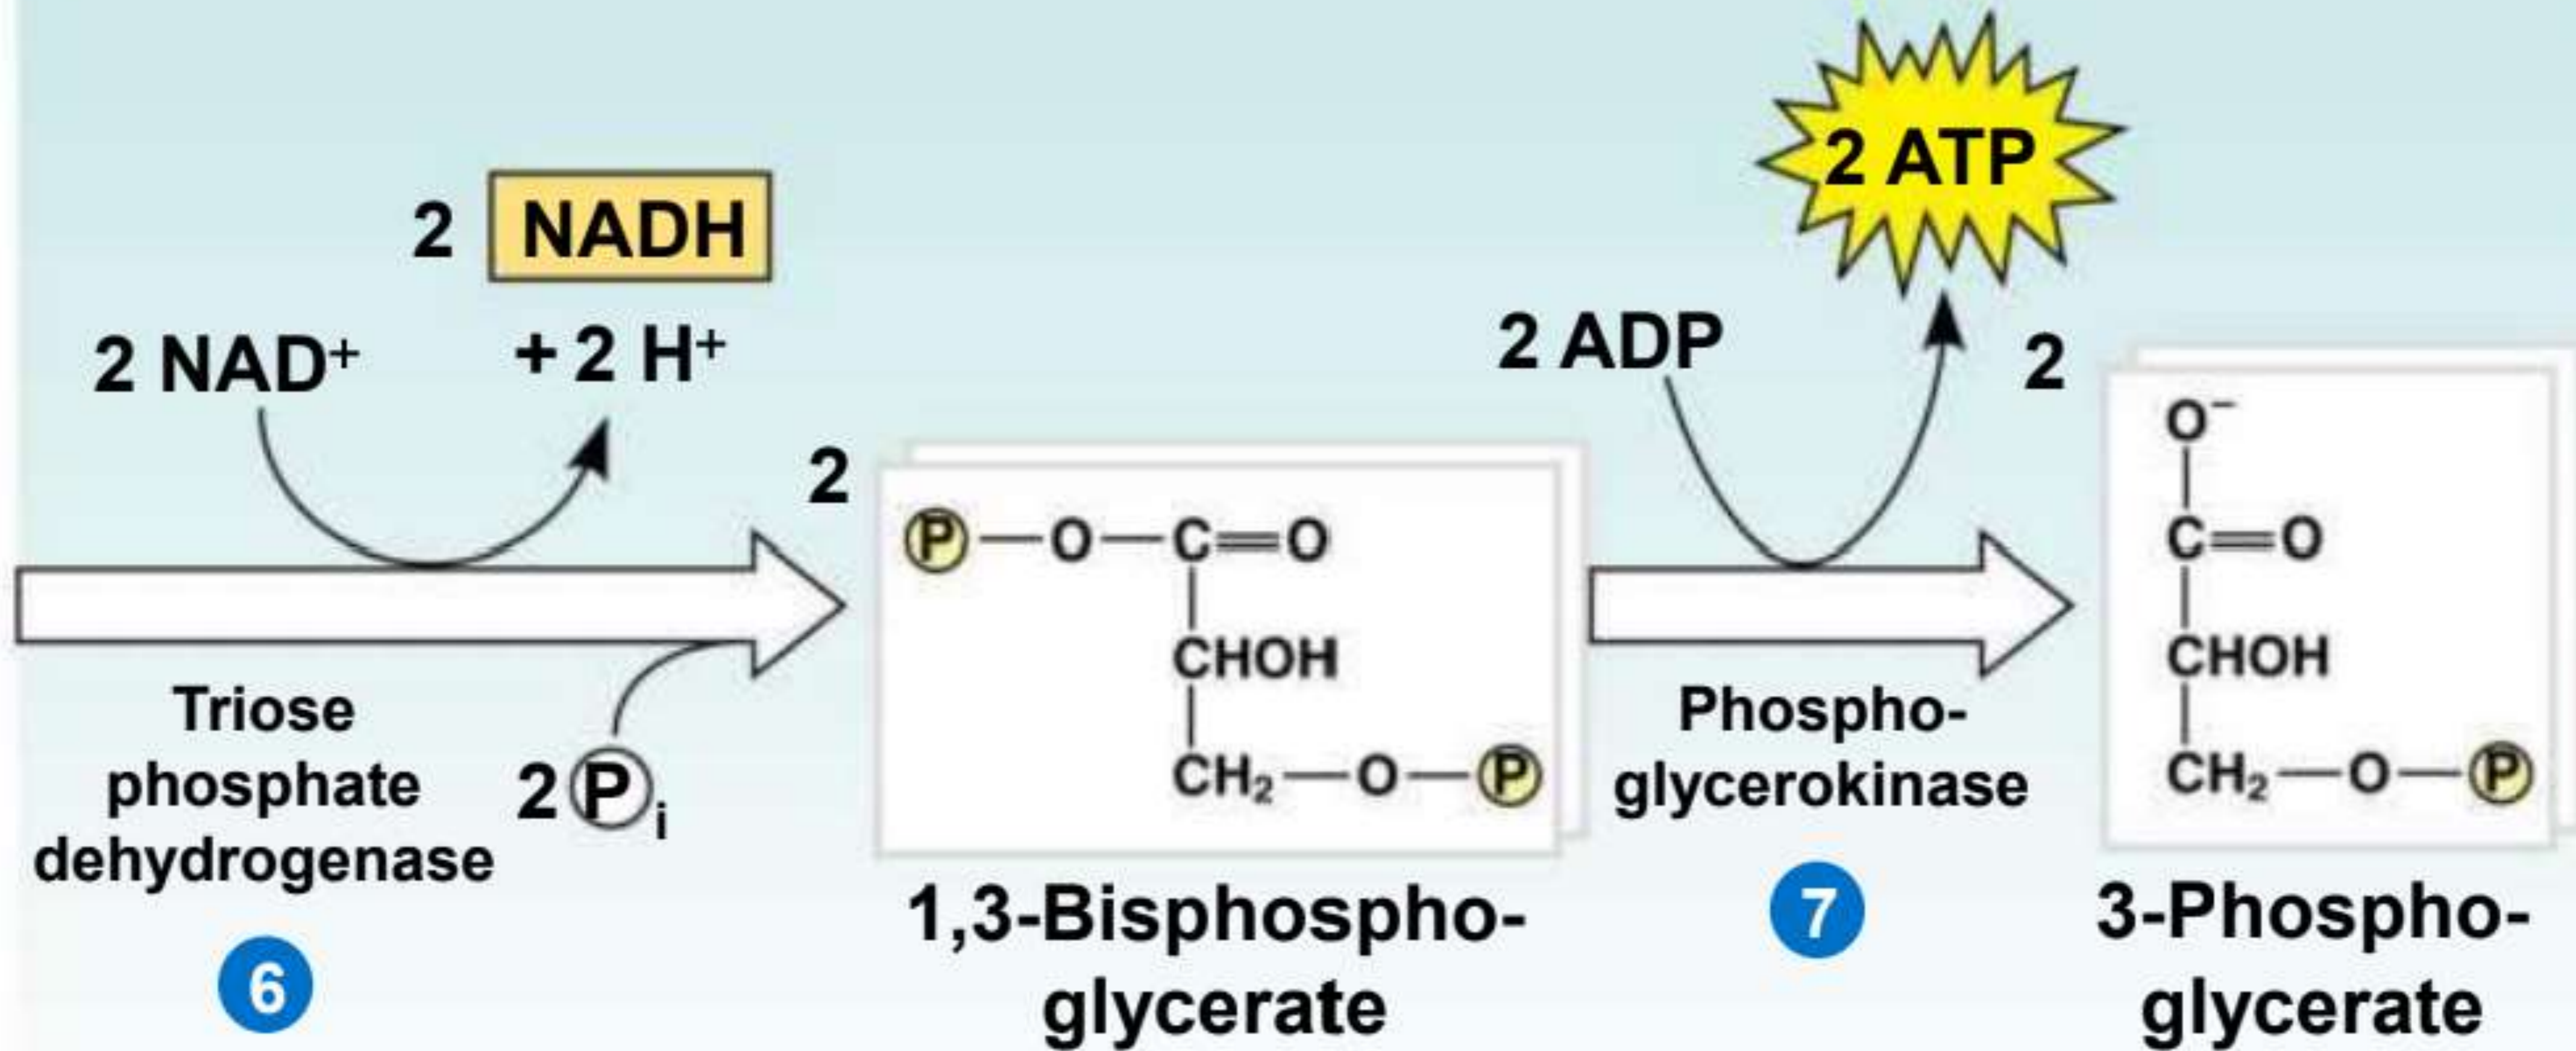 2 NADH
2 NAD⁺
+ 2 H⁺
Triose
phosphate
dehydrogenase
2 Pᵢ
6
2
P—O—C=O
CHOH
CH₂—O—P
1,3-Bisphospho-
glycerate
2 ADP
2 ATP
Phospho-
glycerokinase
7
2
O⁻
C=O
CHOH
CH₂—O—P
3-Phospho-
glycerate